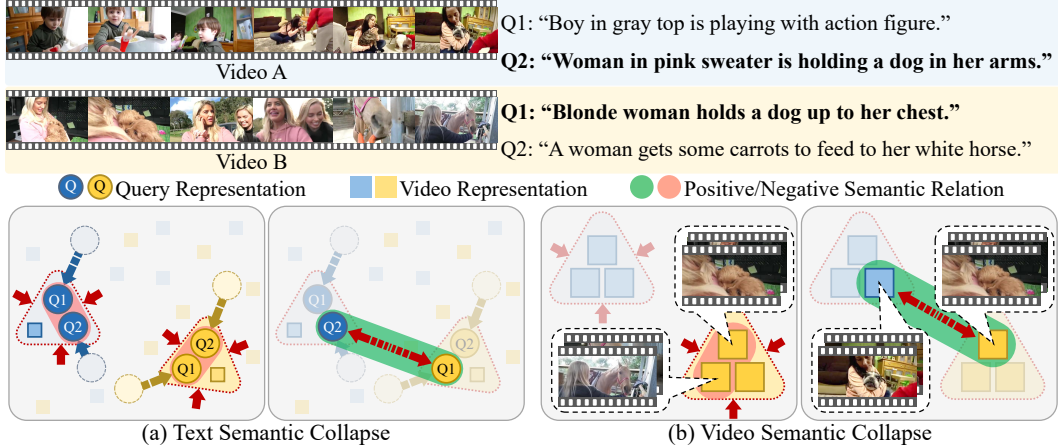 Q1: “Boy in gray top is playing with action figure.”
Q2: “Woman in pink sweater is holding a dog in her arms.”
Video A
Q1: “Blonde woman holds a dog up to her chest.”
Q2: “A woman gets some carrots to feed to her white horse.”
Video B
Q Q Query Representation
Video Representation
Positive/Negative Semantic Relation
Q1
Q2
Q2
Q1
Q2
Q2
Q1
Q1
(a) Text Semantic Collapse
(b) Video Semantic Collapse